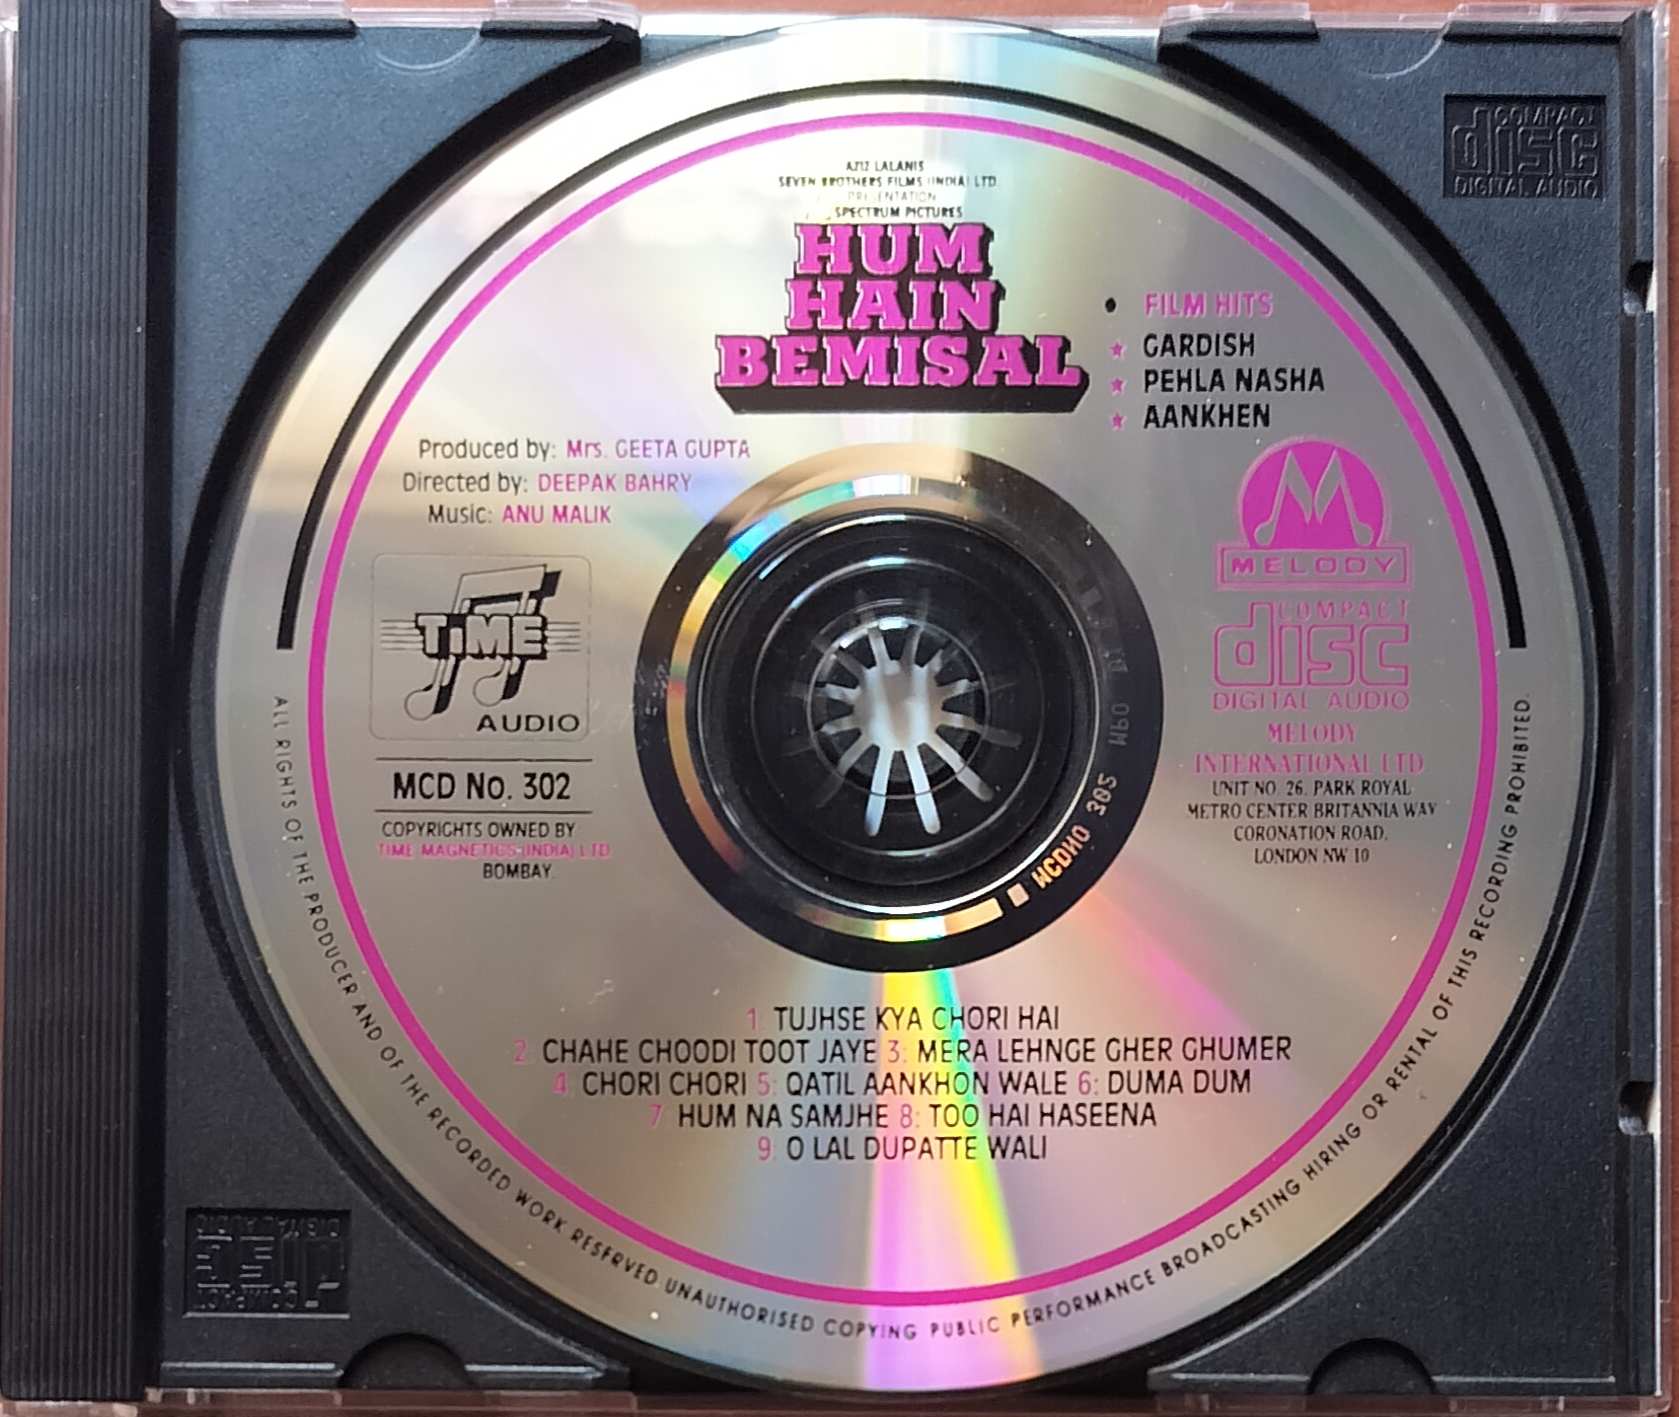 AZIZ LALANIS
SEVEN BROTHERS FILMS (INDIA) LTD.
PRESENTATION
SPECTRUM PICTURES
HUM
HAIN
BEMISAL
• FILM HITS
★ GARDISH
★ PEHLA NASHA
★ AANKHEN
Produced by: Mrs. GEETA GUPTA
Directed by: DEEPAK BAHRY
Music: ANU MALIK
TiME
AUDIO
MCD No. 302
COPYRIGHTS OWNED BY
TIME MAGNETICS (INDIA) LTD.
BOMBAY.
MELODY
COMPACT
disc
DIGITAL AUDIO
MELODY
INTERNATIONAL LTD
UNIT NO. 26, PARK ROYAL
METRO CENTER BRITANNIA WAY
CORONATION ROAD,
LONDON NW 10
1: TUJHSE KYA CHORI HAI
2: CHAHE CHOODI TOOT JAYE 3: MERA LEHNGE GHER GHUMER
4: CHORI CHORI 5: QATIL AANKHON WALE 6: DUMA DUM
7: HUM NA SAMJHE 8: TOO HAI HASEENA
9: O LAL DUPATTE WALI
ALL RIGHTS OF THE PRODUCER AND OF THE RECORDED WORK RESERVED. UNAUTHORISED COPYING PUBLIC PERFORMANCE BROADCASTING HIRING OR RENTAL OF THIS RECORDING PROHIBITED.
COMPACT
disc
DIGITAL AUDIO
COMPACT
disc
DIGITAL AUDIO